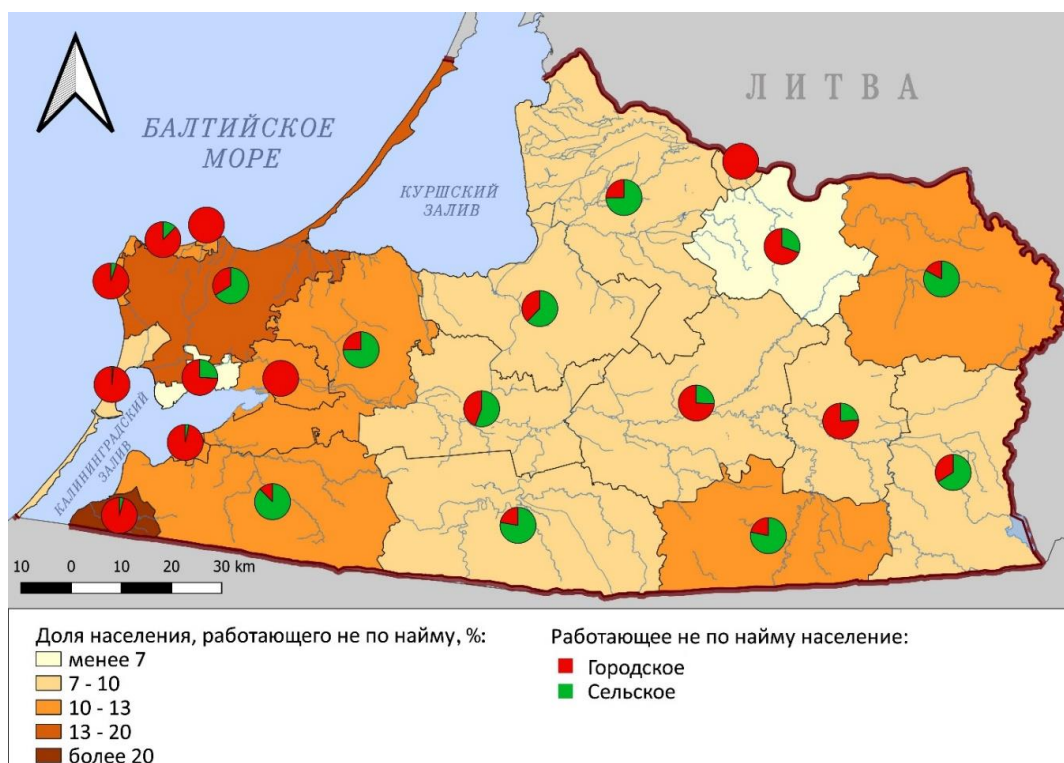 ЛИТВА
БАЛТИЙСКОЕ
МОРЕ
КУРШСКИЙ
ЗАЛИВ
КАЛИНИНГРАДСКИЙ
ЗАЛИВ
10 0 10 20 30 km
Доля населения, работающего не по найму, %:
менее 7
7 - 10
10 - 13
13 - 20
более 20
Работающее не по найму население:
Городское
Сельское